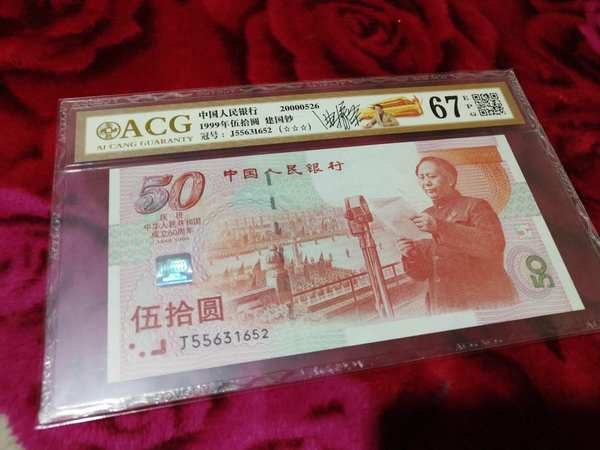 ACG
AI CANG GUARANTY
中国人民银行 20000526
1999年伍拾圆 建国钞
冠号：J55631652 (☆☆☆)
67 EPQ
50
中国人民银行
庆祝
中华人民共和国
成立50周年
1949-1999
伍拾圆
J55631652
50